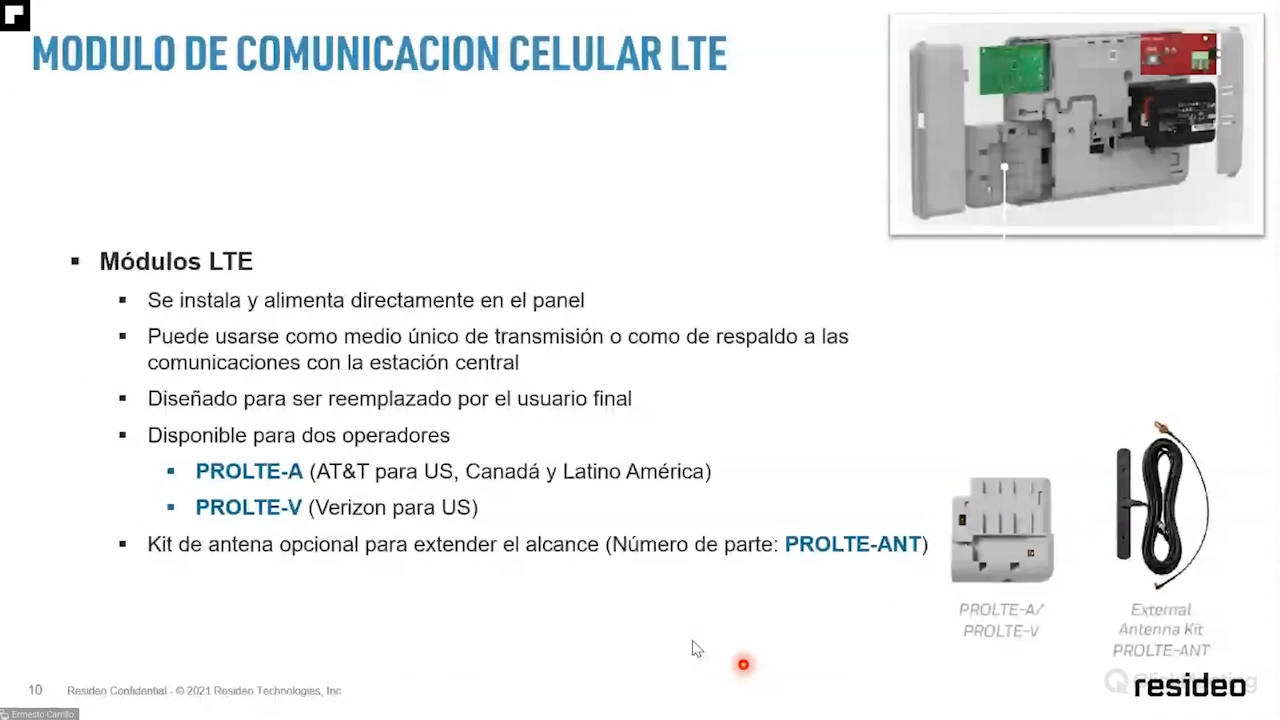 MODULO DE COMUNICACION CELULAR LTE
Módulos LTE
Se instala y alimenta directamente en el panel
Puede usarse como medio único de transmisión o como de respaldo a las
comunicaciones con la estación central
Diseñado para ser reemplazado por el usuario final
Disponible para dos operadores
PROLTE-A (AT&T para US, Canadá y Latino América)
PROLTE-V (Verizon para US)
Kit de antena opcional para extender el alcance (Número de parte: PROLTE-ANT)
PROLTE-A/
PROLTE-V
External
Antenna Kit
PROLTE-ANT
10 Resideo Confidential - © 2021 Resideo Technologies, Inc
resideo
Ermesto Carrillo